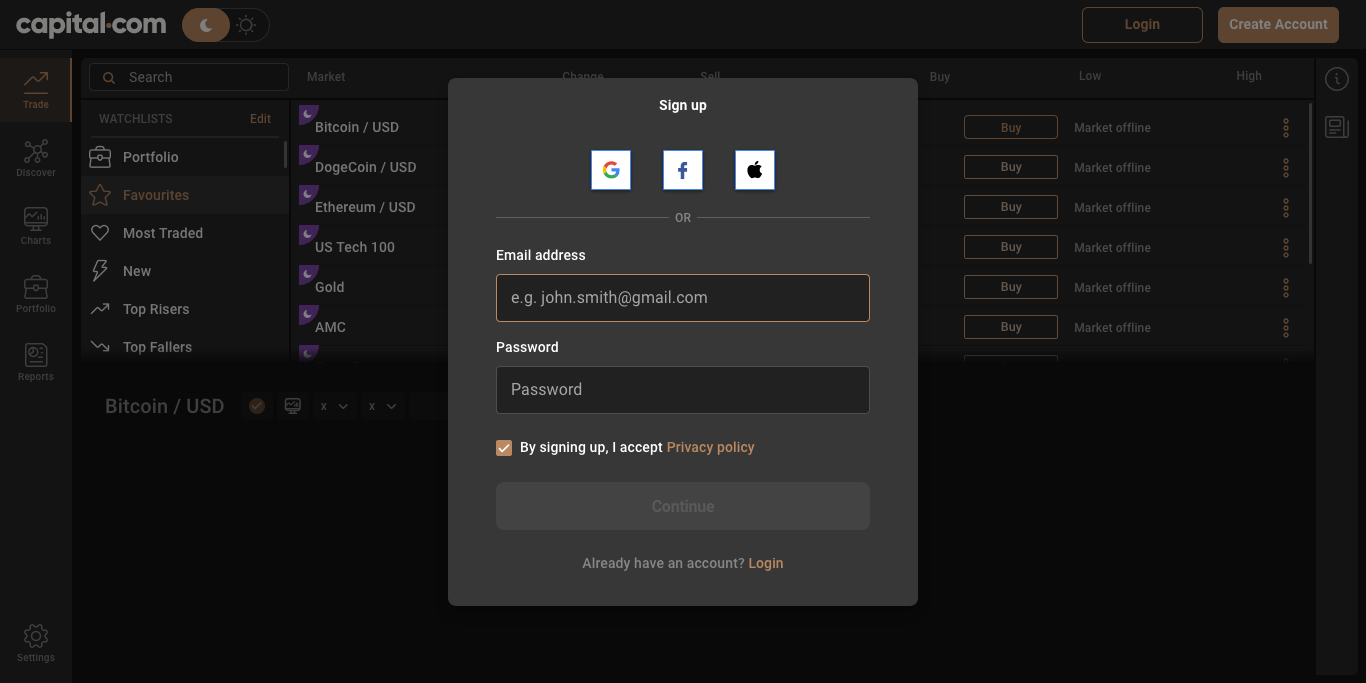 capital.com
Login
Create Account
Trade
Discover
Charts
Portfolio
Reports
Settings
Search
WATCHLISTS
Edit
Portfolio
Favourites
Most Traded
New
Top Risers
Top Fallers
Market
Change
Sell
Buy
Low
High
Bitcoin / USD
Buy
Market offline
DogeCoin / USD
Buy
Market offline
Ethereum / USD
Buy
Market offline
US Tech 100
Buy
Market offline
Gold
Buy
Market offline
AMC
Buy
Market offline
Bitcoin / USD
x
x
Sign up
OR
Email address
e.g. john.smith@gmail.com
Password
Password
By signing up, I accept Privacy policy
Continue
Already have an account? Login